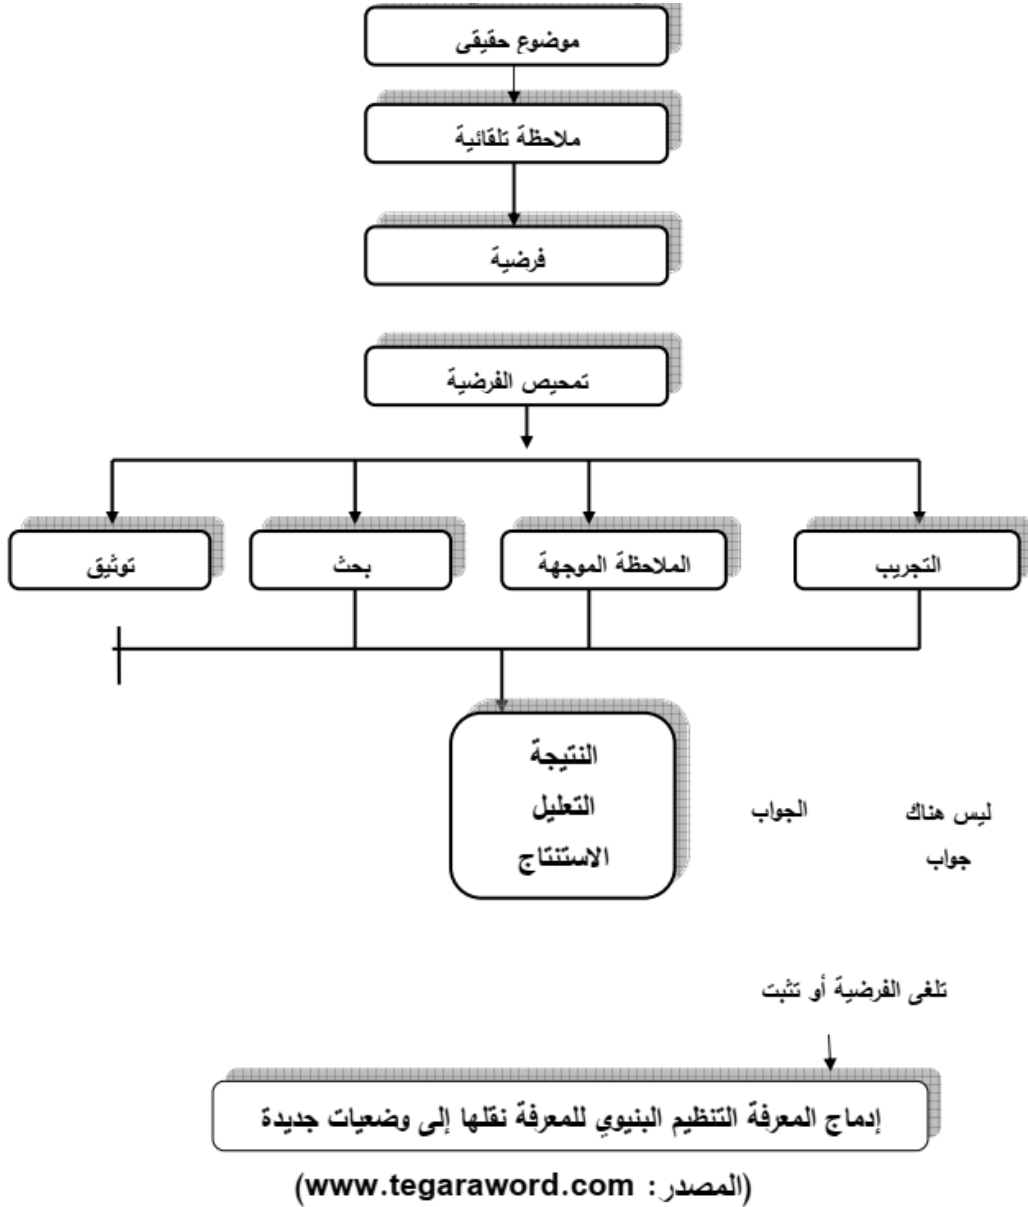 موضوع حقيقي
ملاحظة تلقائية
فرضية
تمحيص الفرضية
التجريب
الملاحظة الموجهة
بحث
توثيق
النتيجة
التعليل
الاستنتاج
ليس هناك
جواب
الجواب
تلغى الفرضية أو تثبت
إدماج المعرفة التنظيم البنيوي للمعرفة نقلها إلى وضعيات جديدة
(المصدر: www.tegaraword.com)